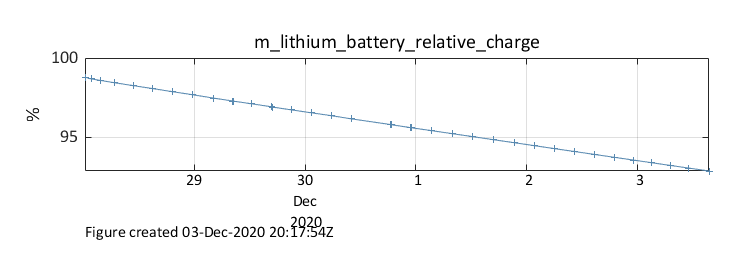 m_lithium_battery_relative_charge
100
95
%
29 30 1 2 3
Dec
2020
Figure created 03-Dec-2020 20:17:54Z